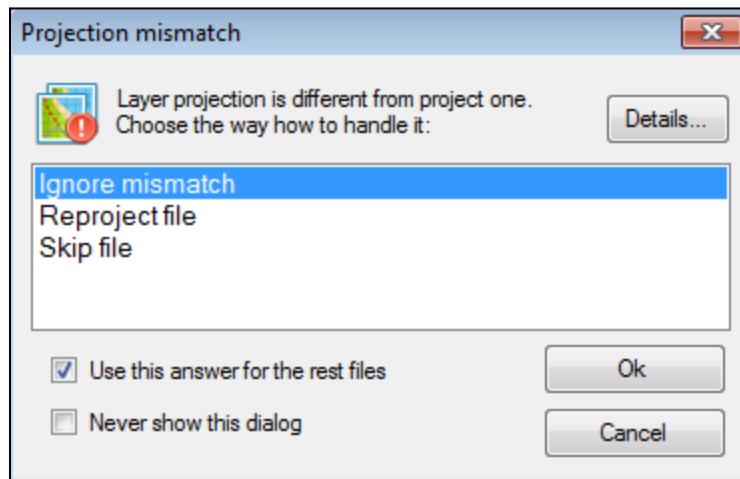 Projection mismatch
Layer projection is different from project one.
Choose the way how to handle it:
Details...
Ignore mismatch
Reproject file
Skip file
Use this answer for the rest files
Ok
Never show this dialog
Cancel